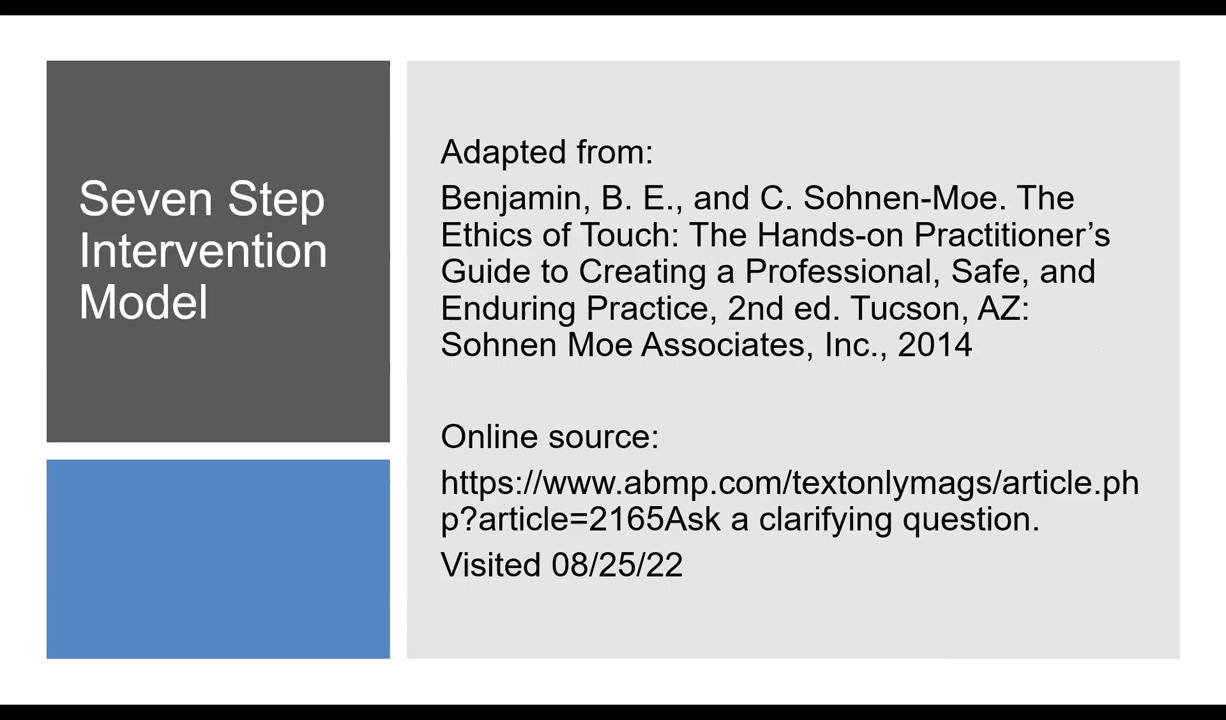 Seven Step
Intervention
Model
Adapted from:
Benjamin, B. E., and C. Sohnen-Moe. The
Ethics of Touch: The Hands-on Practitioner’s
Guide to Creating a Professional, Safe, and
Enduring Practice, 2nd ed. Tucson, AZ:
Sohnen Moe Associates, Inc., 2014
Online source:
https://www.abmp.com/textonlymags/article.ph
p?article=2165Ask a clarifying question.
Visited 08/25/22